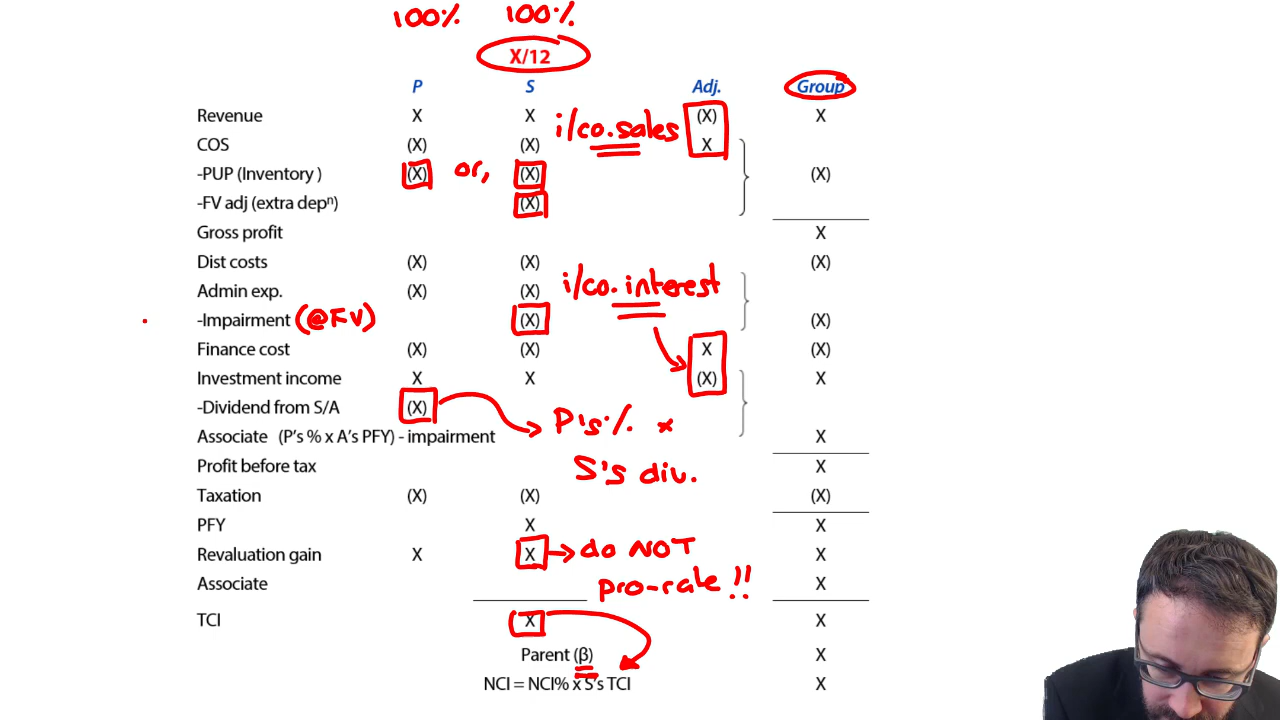 100% 100%
X/12
P S Adj. Group
Revenue X X i/co.sales (X) X
COS (X) (X) X
-PUP (Inventory ) (X) or, (X) (X)
-FV adj (extra depⁿ) (X)
Gross profit X
Dist costs (X) (X) (X)
Admin exp. (X) (X) i/co.interest
-Impairment (@FV) (X) (X)
Finance cost (X) (X) X (X)
Investment income X X (X) X
-Dividend from S/A (X) P's % x
Associate (P's % x A's PFY) - impairment X
Profit before tax S's div. X
Taxation (X) (X) (X)
PFY X X
Revaluation gain X X do NOT X
Associate pro-rate !! X
TCI X X
Parent (β) X
NCI = NCI% x S's TCI X